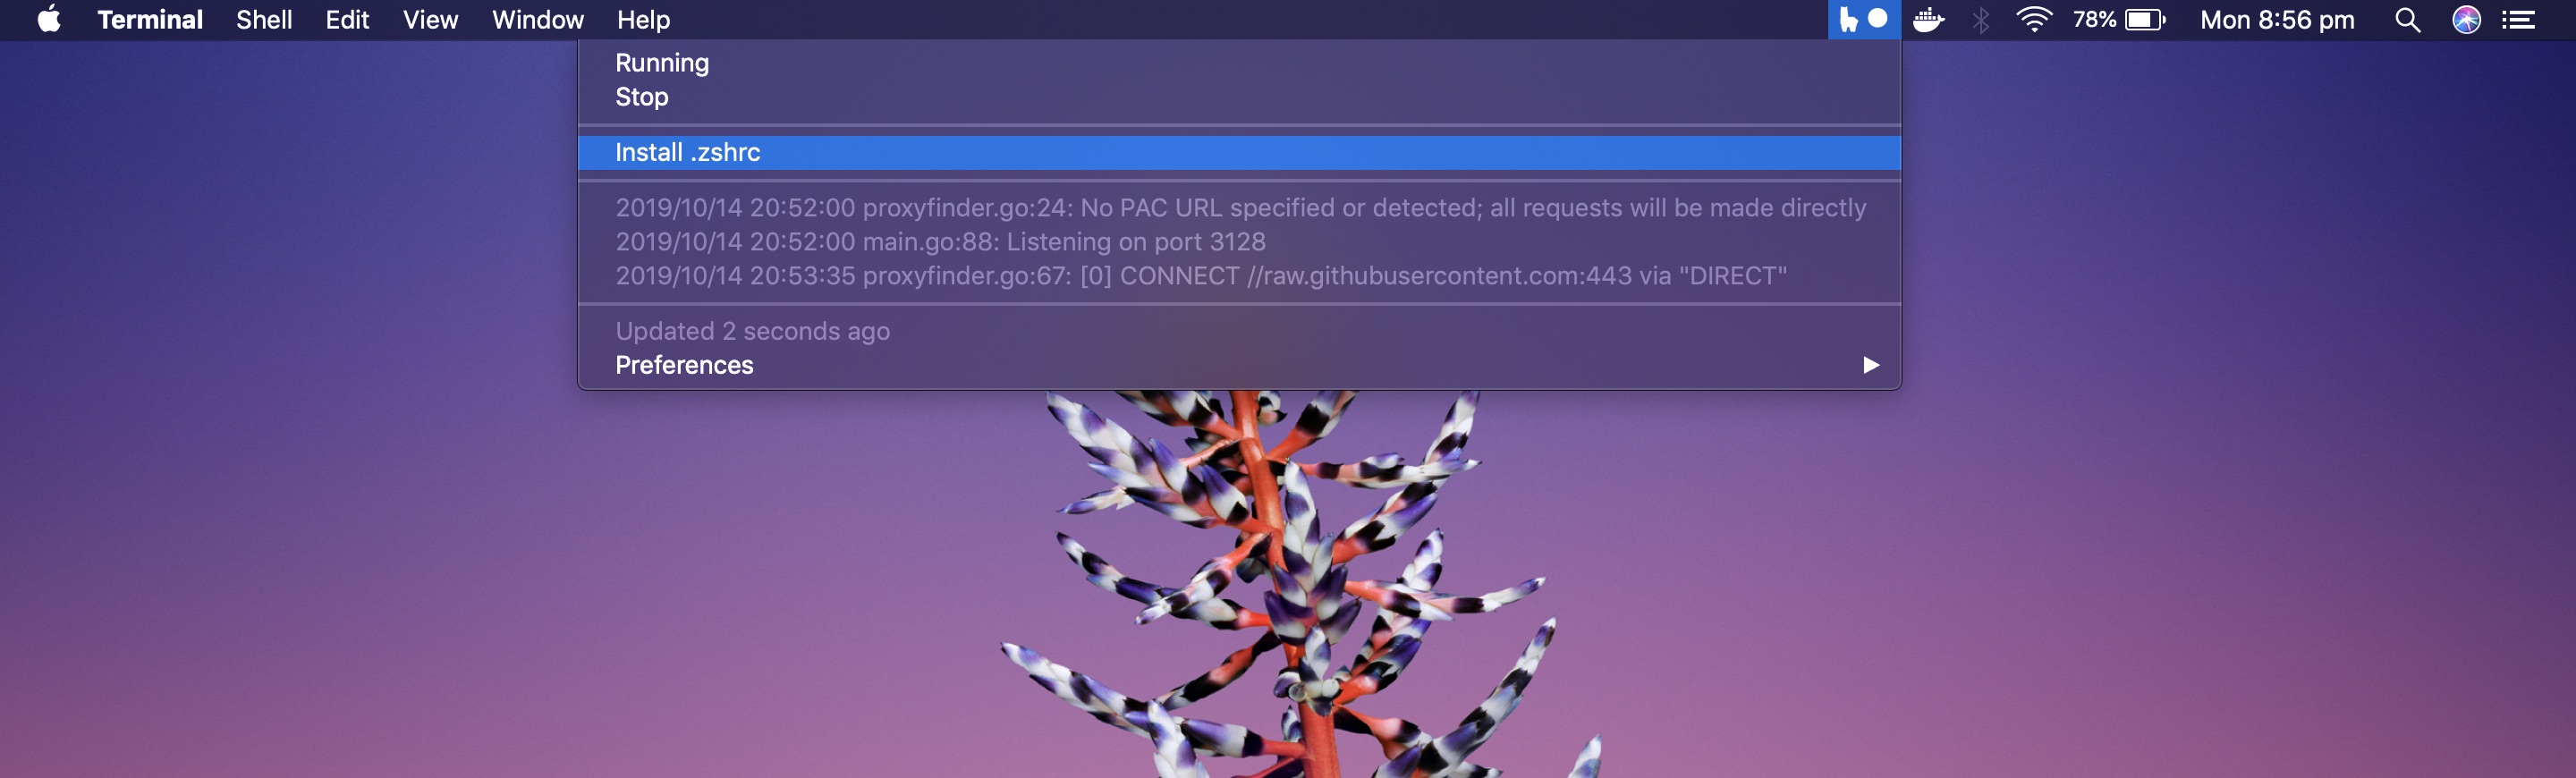 Terminal Shell Edit View Window Help 78% Mon 8:56 pm
Running
Stop
Install .zshrc
2019/10/14 20:52:00 proxyfinder.go:24: No PAC URL specified or detected; all requests will be made directly
2019/10/14 20:52:00 main.go:88: Listening on port 3128
2019/10/14 20:53:35 proxyfinder.go:67: [0] CONNECT //raw.githubusercontent.com:443 via "DIRECT"
Updated 2 seconds ago
Preferences